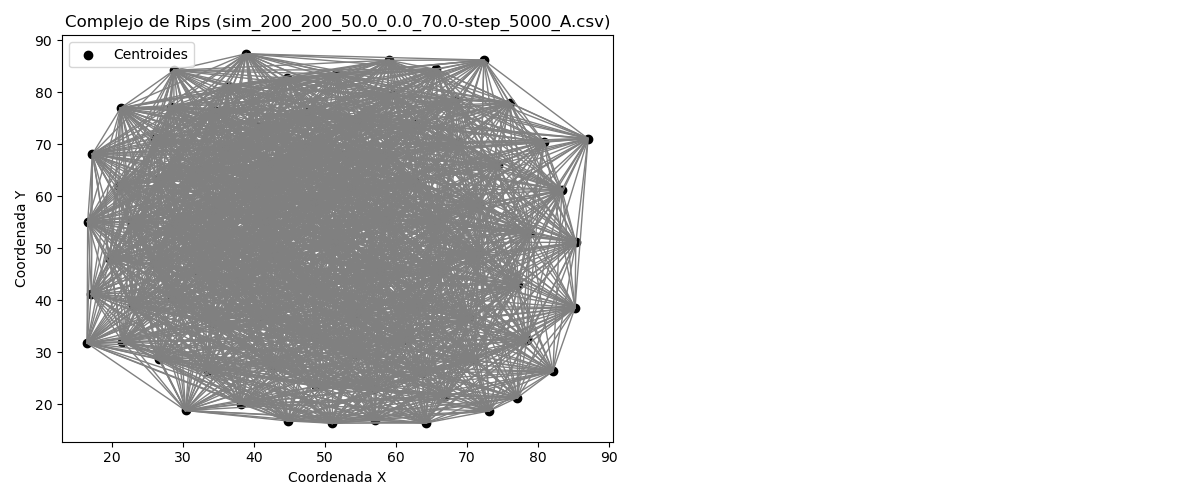 Complejo de Rips (sim_200_200_50.0_0.0_70.0-step_5000_A.csv)
Centroides
90
80
70
60
50
40
30
20
Coordenada Y
20 30 40 50 60 70 80 90
Coordenada X